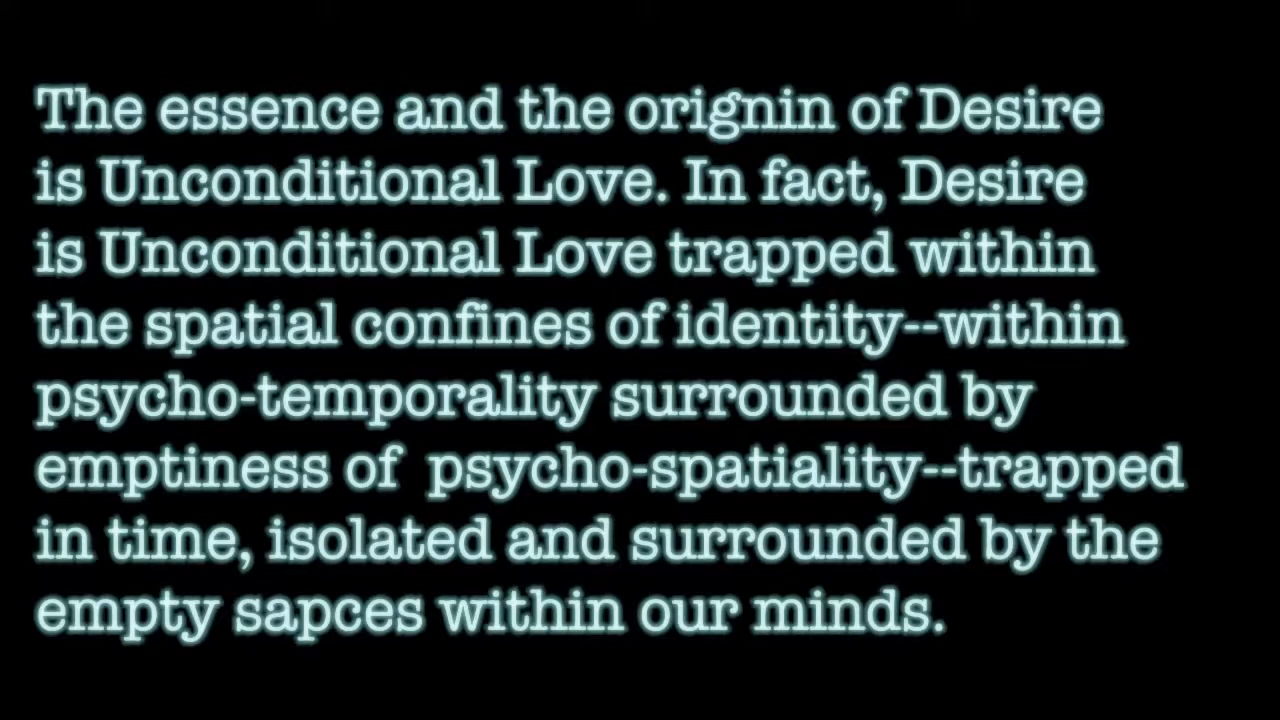 The essence and the orignin of Desire
is Unconditional Love. In fact, Desire
is Unconditional Love trapped within
the spatial confines of identity--within
psycho-temporality surrounded by
emptiness of  psycho-spatiality--trapped
in time, isolated and surrounded by the
empty sapces within our minds.